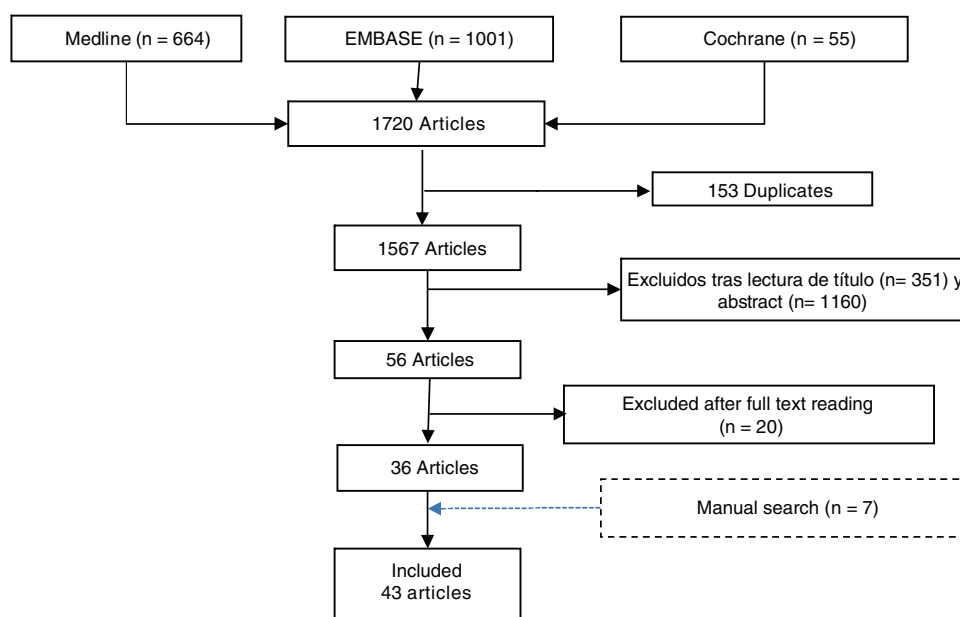 Medline (n = 664)
EMBASE (n = 1001)
Cochrane (n = 55)
1720 Articles
153 Duplicates
1567 Articles
Excluidos tras lectura de título (n= 351) y
abstract (n= 1160)
56 Articles
Excluded after full text reading
(n = 20)
36 Articles
Manual search (n = 7)
Included
43 articles